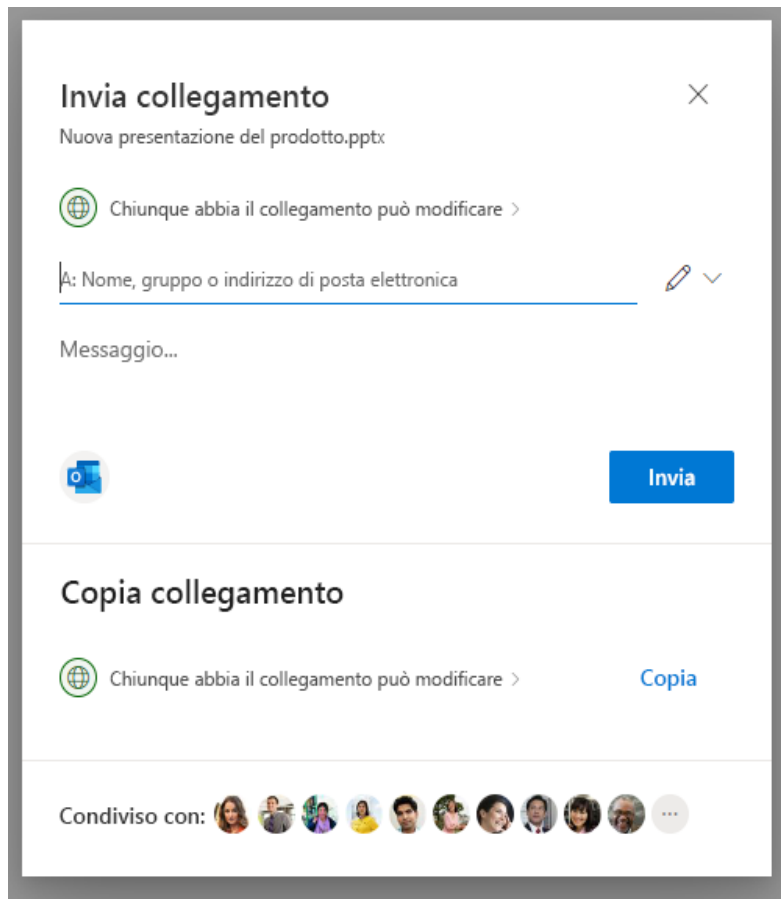 Invia collegamento
Nuova presentazione del prodotto.pptx
Chiunque abbia il collegamento può modificare >
A: Nome, gruppo o indirizzo di posta elettronica
Messaggio...
Invia
Copia collegamento
Chiunque abbia il collegamento può modificare >
Copia
Condiviso con:
...